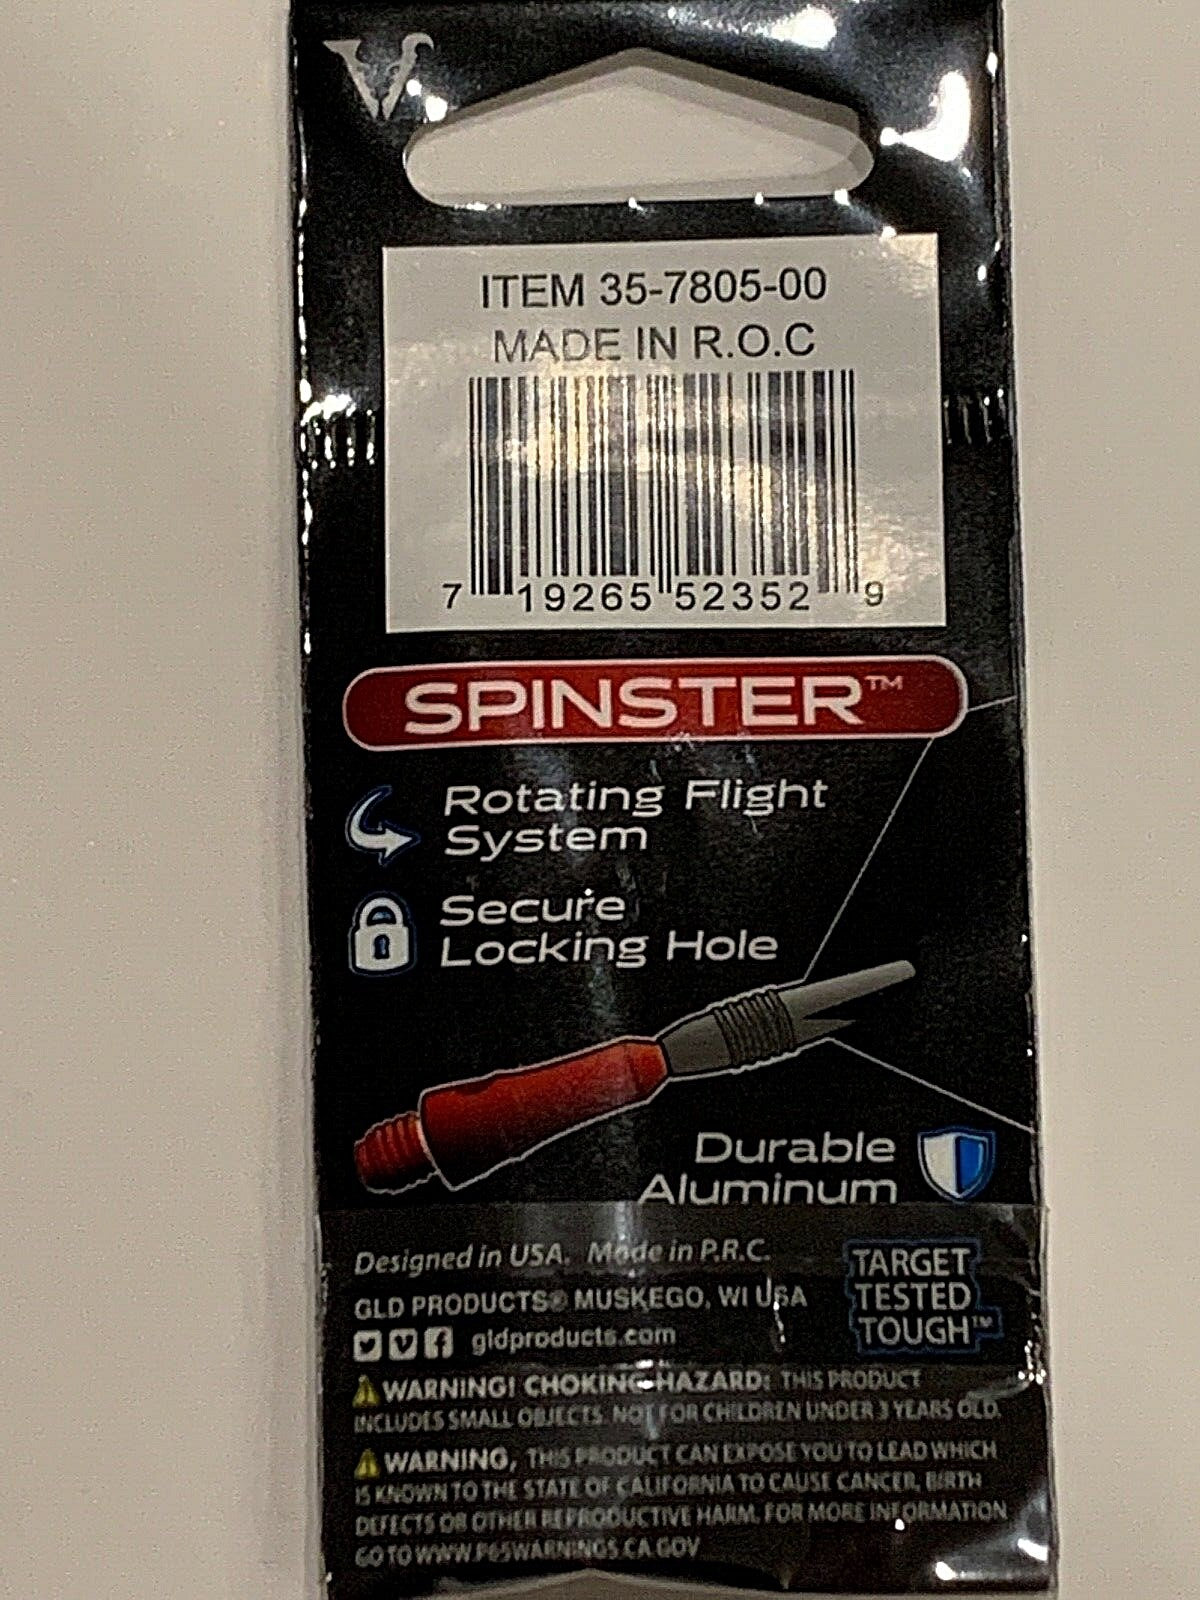 V
ITEM 35-7805-00
MADE IN R.O.C
7 19265 52352 9
SPINSTER™
Rotating Flight
System
Secure
Locking Hole
Durable
Aluminum
Designed in USA. Made in P.R.C.
GLD PRODUCTS® MUSKEGO, WI USA
gldproducts.com
TARGET
TESTED
TOUGH™
WARNING! CHOKING HAZARD: THIS PRODUCT
INCLUDES SMALL OBJECTS. NOT FOR CHILDREN UNDER 3 YEARS OLD.
WARNING, THIS PRODUCT CAN EXPOSE YOU TO LEAD WHICH
IS KNOWN TO THE STATE OF CALIFORNIA TO CAUSE CANCER, BIRTH
DEFECTS OR OTHER REPRODUCTIVE HARM. FOR MORE INFORMATION
GO TO WWW.P65WARNINGS.CA.GOV